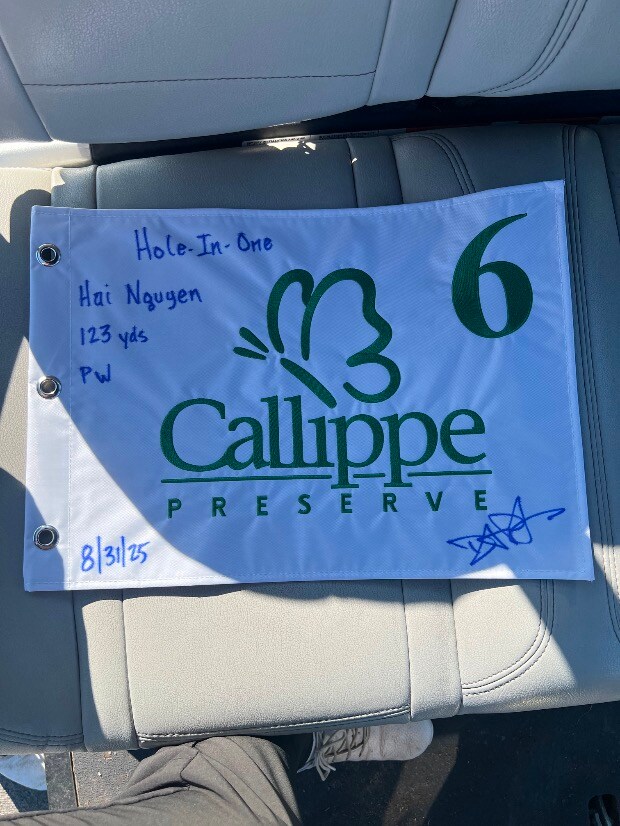 Hole-In-One
6
Hai Nguyen
123 yds
PW
Callippe
PRESERVE
8/31/25